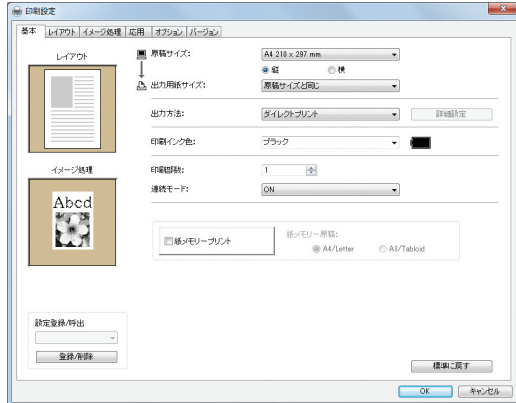 印刷設定
基本 レイアウト イメージ処理 応用 オプション バージョン
レイアウト
原稿サイズ: A4 210 x 297 mm
縦 横
出力用紙サイズ: 原稿サイズと同じ
出力方法: ダイレクトプリント 詳細設定
印刷インク色: ブラック
イメージ処理
印刷部数: 1
連続モード: ON
Abcd
紙メモリープリント
紙メモリー原稿:
A4/Letter A3/Tabloid
設定登録/呼出
登録/削除
標準に戻す
OK キャンセル